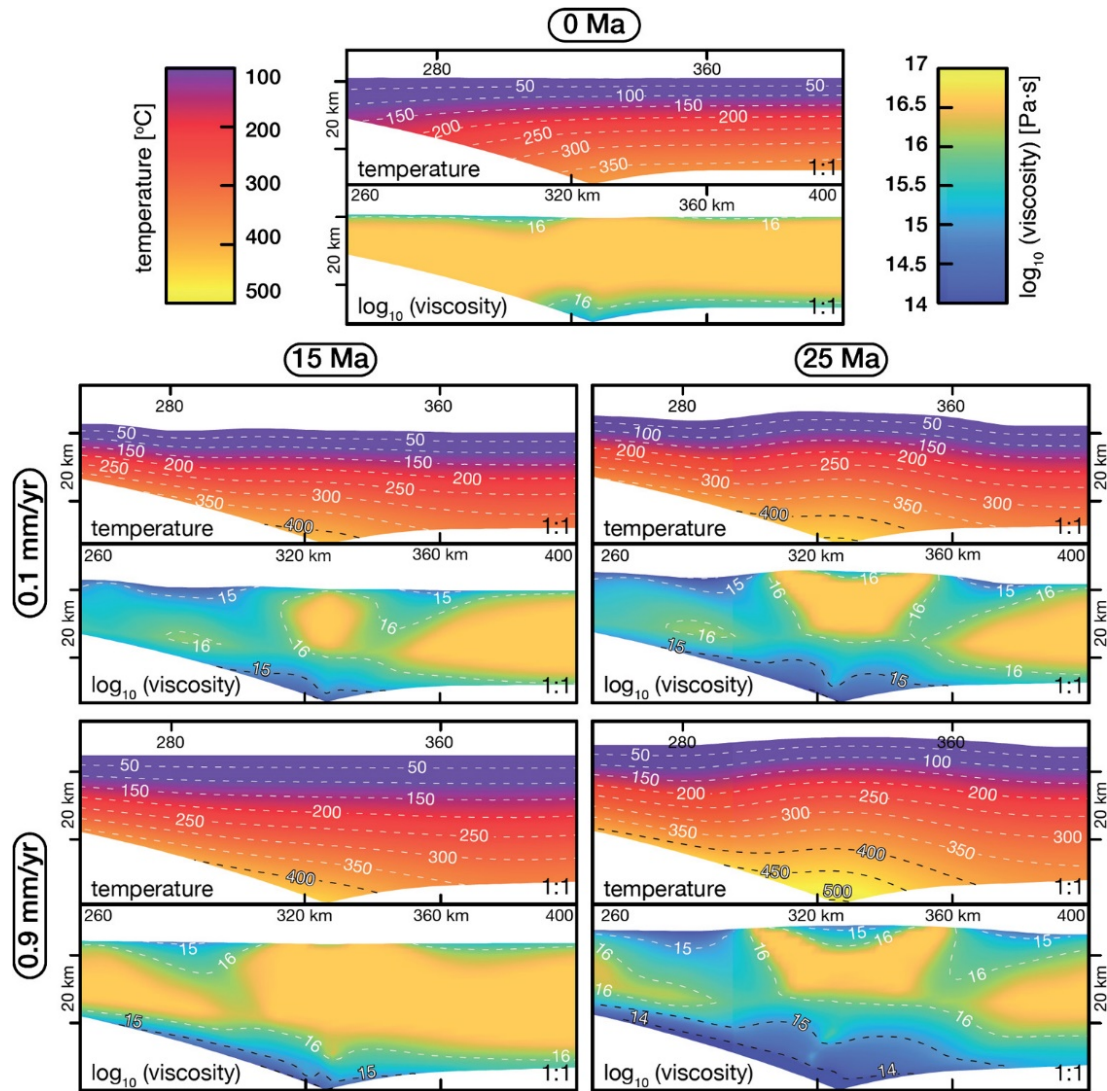 0 Ma
280 360
temperature [ºC]
100
200
300
400
500
20 km
50
100
150 150
200 200
250
300
350
temperature 1:1
260 320 km 360 km 400
20 km
16 16
16
log₁₀ (viscosity) 1:1
17
16.5
16
15.5
15
14.5
14
log₁₀ (viscosity) [Pa·s]
15 Ma 25 Ma
0.1 mm/yr
280 360
20 km
50 50
150 150
250 200 200
300 250
350 300
400
temperature 1:1
260 320 km 360 km 400
20 km
15 15
16 16 16
15
log₁₀ (viscosity) 1:1
280 360
20 km
100 50
150 150
200 200 200
250 250
300 300
350
400
temperature 1:1
260 320 km 360 km 400
20 km
15 16 15
16 16
16 16
15 15
log₁₀ (viscosity) 1:1
0.9 mm/yr
280 360
20 km
50 50
150 200 150
250 200
250
350
400 300
temperature 1:1
260 320 km 360 km 400
20 km
15
16
15 16 15 16
log₁₀ (viscosity) 1:1
280 360
20 km
50 100
150 150
200 250 200
300 250
350 400 350 300
450
500
temperature 1:1
260 320 km 360 km 400
20 km
15 15
16 16 16
16 16
14 15 15
14
log₁₀ (viscosity) 1:1